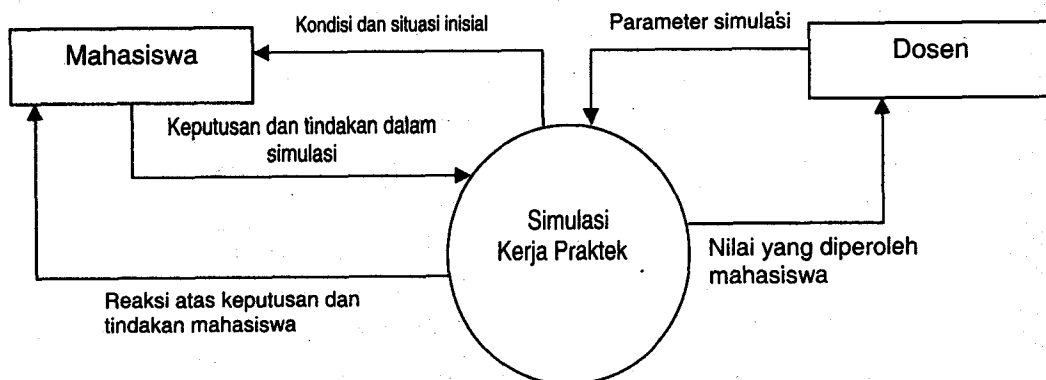 Kondisi dan situasi inisial
Parameter simulasi
Mahasiswa
Dosen
Keputusan dan tindakan dalam
simulasi
Simulasi
Kerja Praktek
Nilai yang diperoleh
mahasiswa
Reaksi atas keputusan dan
tindakan mahasiswa